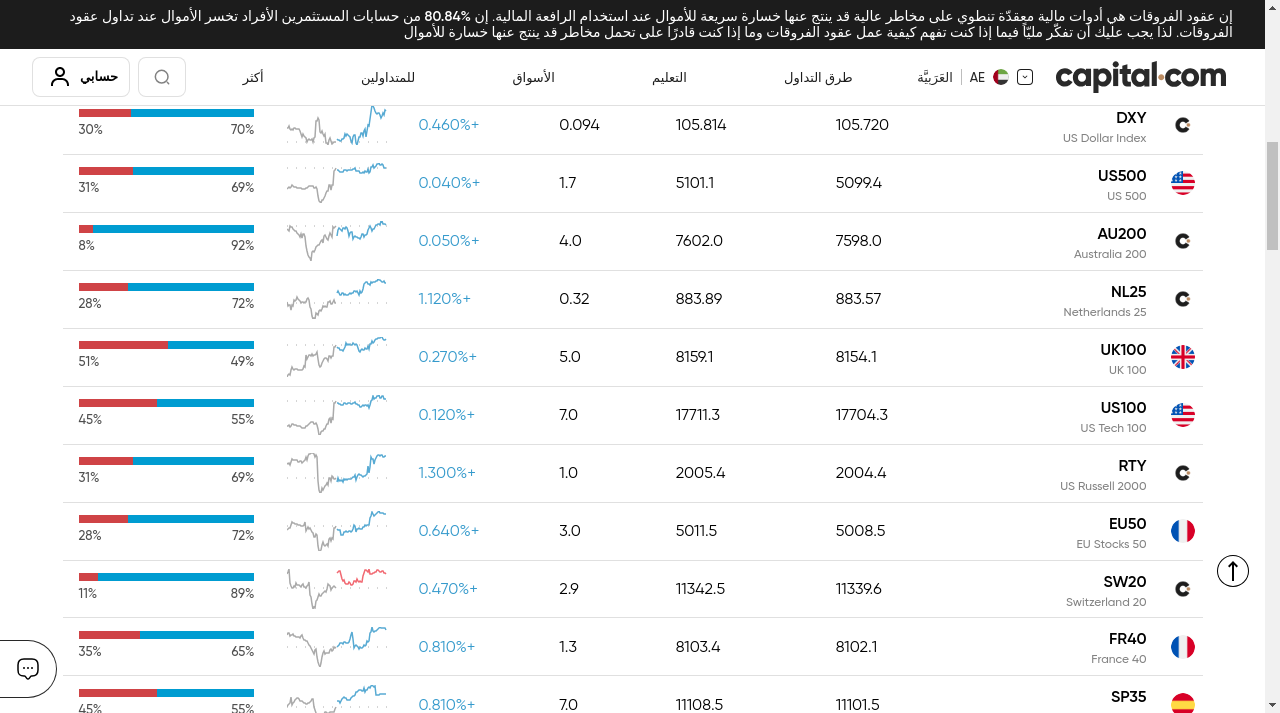 إن عقود الفروقات هي أدوات مالية معقدّة تنطوي على مخاطر عالية قد ينتج عنها خسارة سريعة للأموال عند استخدام الرافعة المالية. إن 80.84% من حسابات المستثمرين الأفراد تخسر الأموال عند تداول عقود
الفروقات. لذا يجب عليك أن تفكّر مليّاً فيما إذا كنت تفهم كيفية عمل عقود الفروقات وما إذا كنت قادرًا على تحمل مخاطر قد ينتج عنها خسارة للأموال
capital.com AE العَرَبيَّة طرق التداول التعليم الأسواق للمتداولين أكثر حسابي
DXY 105.720 105.814 0.094 0.460%+
US Dollar Index 70% 30%
US500 5099.4 5101.1 1.7 0.040%+
US 500 69% 31%
AU200 7598.0 7602.0 4.0 0.050%+
Australia 200 92% 8%
NL25 883.57 883.89 0.32 1.120%+
Netherlands 25 72% 28%
UK100 8154.1 8159.1 5.0 0.270%+
UK 100 49% 51%
US100 17704.3 17711.3 7.0 0.120%+
US Tech 100 55% 45%
RTY 2004.4 2005.4 1.0 1.300%+
US Russell 2000 69% 31%
EU50 5008.5 5011.5 3.0 0.640%+
EU Stocks 50 72% 28%
SW20 11339.6 11342.5 2.9 0.470%+
Switzerland 20 89% 11%
FR40 8102.1 8103.4 1.3 0.810%+
France 40 65% 35%
SP35 11101.5 11108.5 7.0 0.810%+
55% 45%